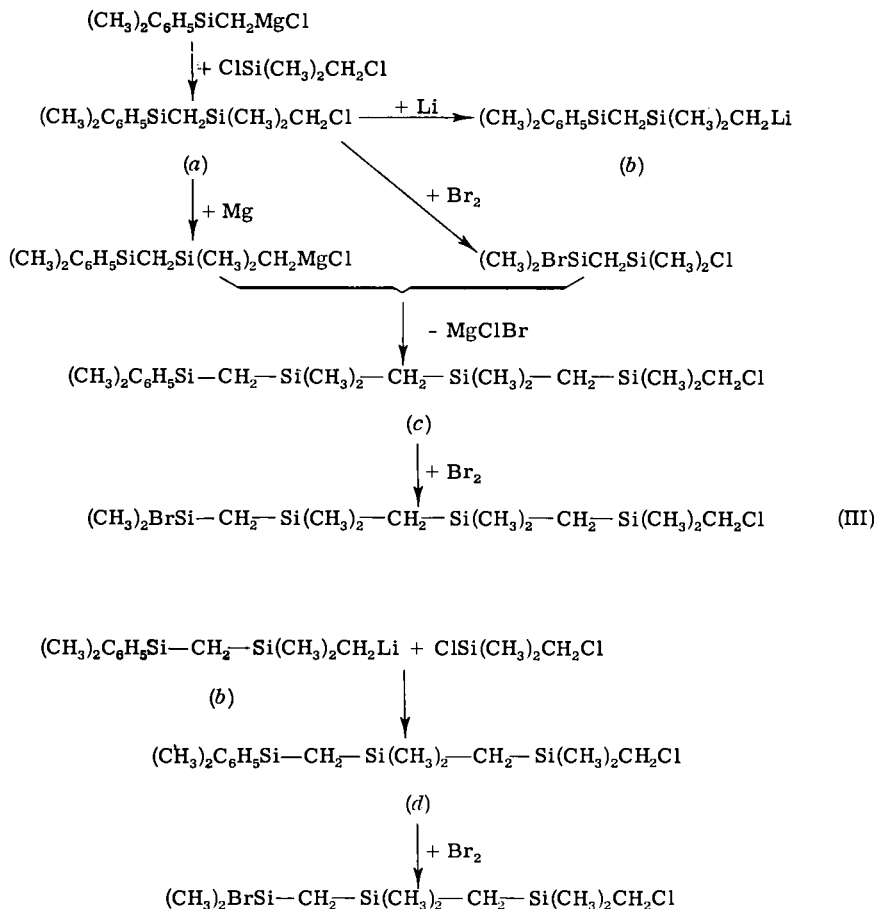 (CH₃)₂C₆H₅SiCH₂MgCl
+ ClSi(CH₃)₂CH₂Cl
(CH₃)₂C₆H₅SiCH₂Si(CH₃)₂CH₂Cl + Li (CH₃)₂C₆H₅SiCH₂Si(CH₃)₂CH₂Li
(a) (b)
+ Mg + Br₂
(CH₃)₂C₆H₅SiCH₂Si(CH₃)₂CH₂MgCl (CH₃)₂BrSiCH₂Si(CH₃)₂Cl
- MgClBr
(CH₃)₂C₆H₅Si—CH₂—Si(CH₃)₂—CH₂—Si(CH₃)₂—CH₂—Si(CH₃)₂CH₂Cl
(c)
+ Br₂
(CH₃)₂BrSi—CH₂—Si(CH₃)₂—CH₂—Si(CH₃)₂—CH₂—Si(CH₃)₂CH₂Cl (III)
(CH₃)₂C₆H₅Si—CH₂—Si(CH₃)₂CH₂Li + ClSi(CH₃)₂CH₂Cl
(b)
(CH₃)₂C₆H₅Si—CH₂—Si(CH₃)₂—CH₂—Si(CH₃)₂CH₂Cl
(d)
+ Br₂
(CH₃)₂BrSi—CH₂—Si(CH₃)₂—CH₂—Si(CH₃)₂CH₂Cl